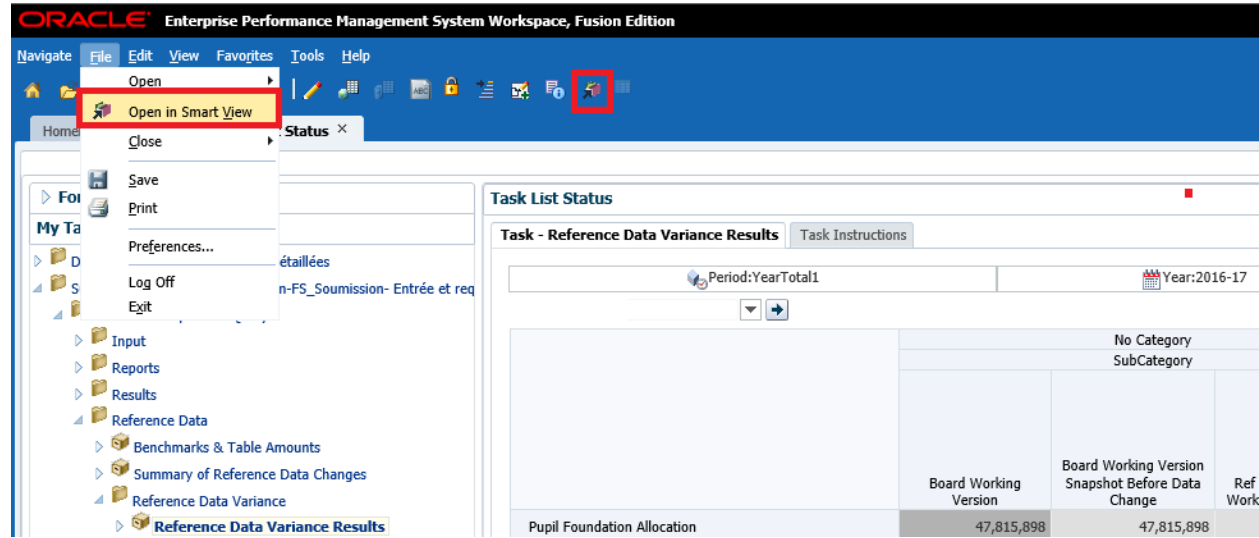 ORACLE® Enterprise Performance Management System Workspace, Fusion Edition
Navigate File Edit View Favorites Tools Help
Open
Open in Smart View
Close
Save
Print
Preferences...
Log Off
Exit
Home Status ×
ABC
My Ta
étaillées
n-FS_Soumission- Entrée et req
Input
Reports
Results
Reference Data
Benchmarks & Table Amounts
Summary of Reference Data Changes
Reference Data Variance
Reference Data Variance Results
Task List Status
Task - Reference Data Variance Results Task Instructions
Period:YearTotal1 Year:2016-17
No Category
SubCategory
Board Working
Version
Board Working Version
Snapshot Before Data
Change
Ref
Work
Pupil Foundation Allocation 47,815,898 47,815,898